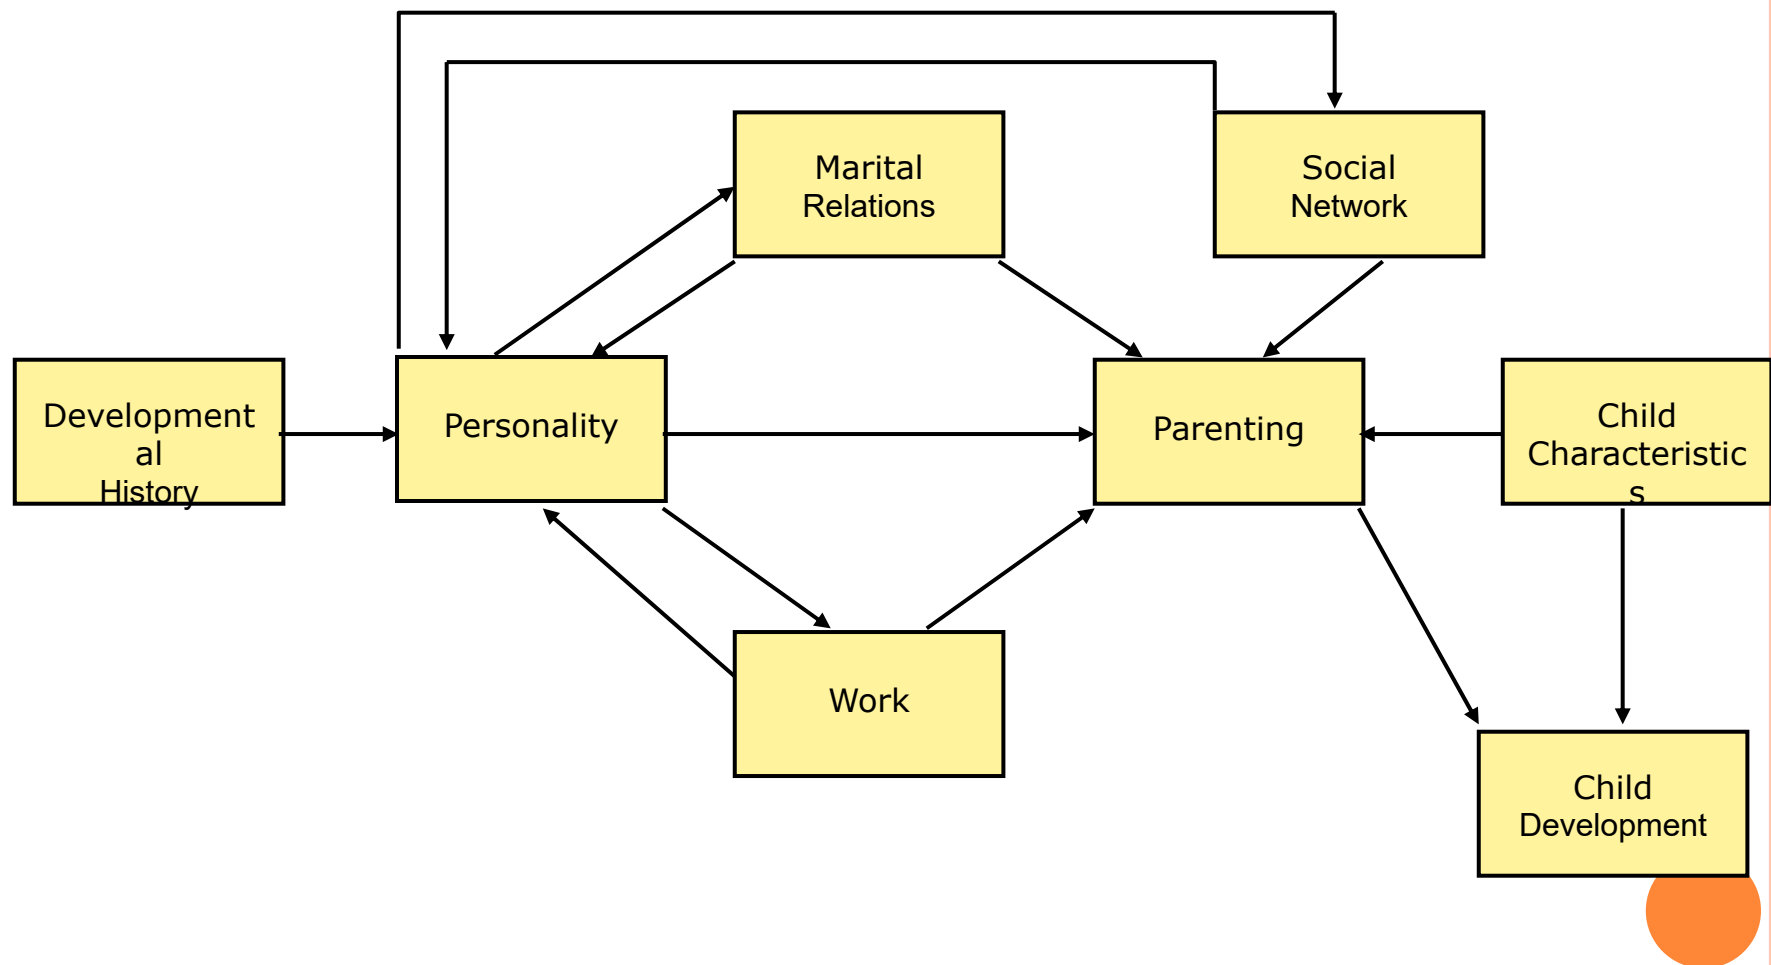 Marital
Relations
Social
Network
Development
al
History
Personality
Parenting
Child
Characteristic
s
Work
Child
Development